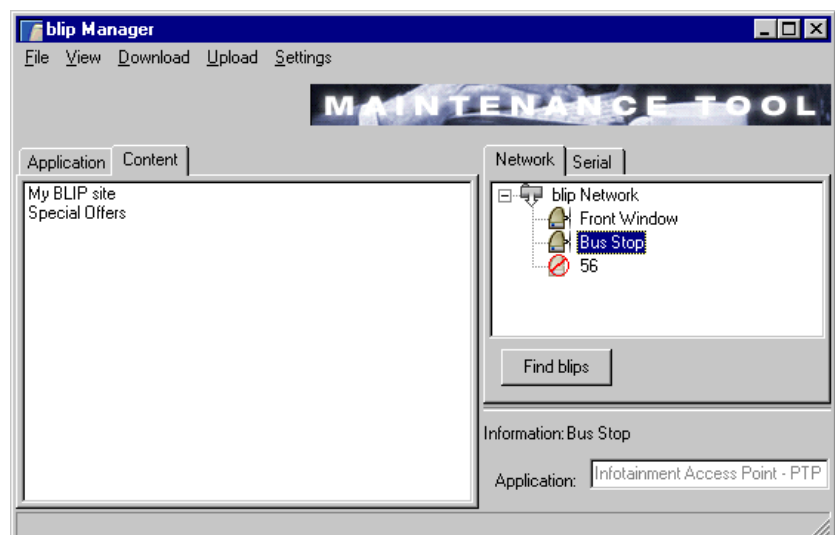 blip Manager
File View Download Upload Settings
MAINTENANCE TOOL
Application Content
My BLIP site
Special Offers
Network Serial
blip Network
Front Window
Bus Stop
56
Find blips
Information: Bus Stop
Application: Infotainment Access Point - PTP